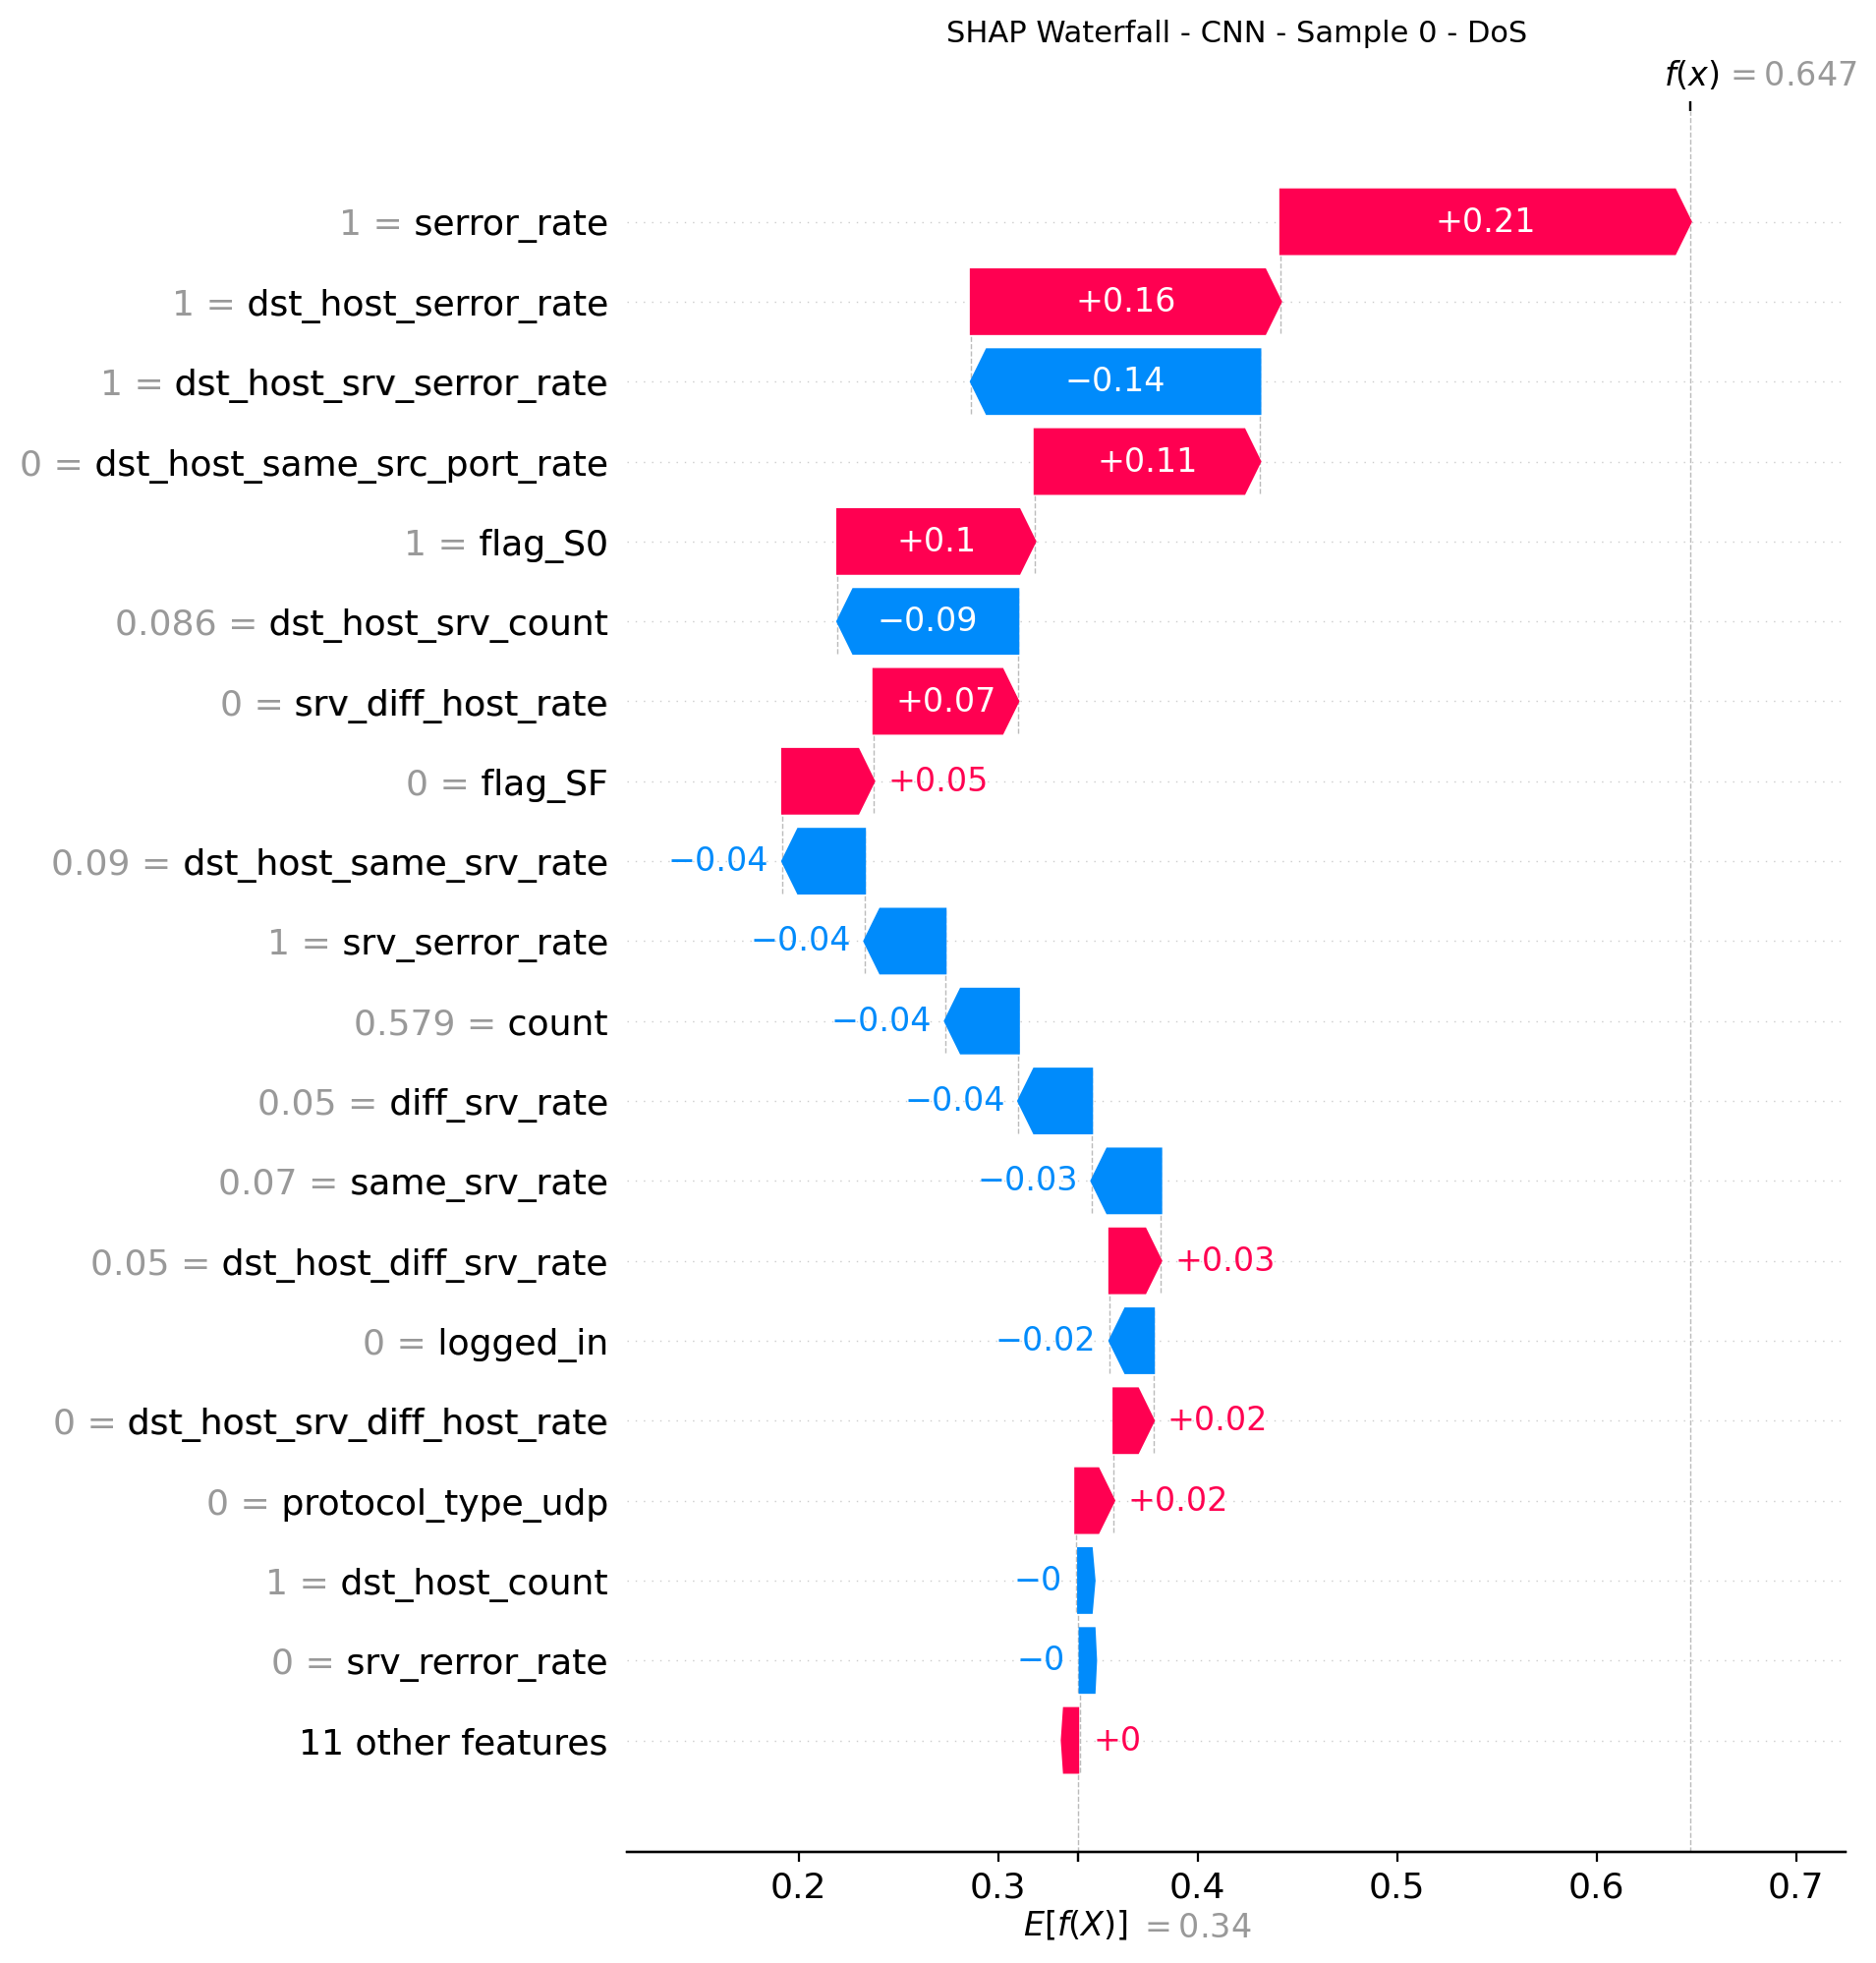 SHAP Waterfall - CNN - Sample 0 - DoS
f(x) = 0.647
1 = serror_rate +0.21
1 = dst_host_serror_rate +0.16
1 = dst_host_srv_serror_rate −0.14
0 = dst_host_same_src_port_rate +0.11
1 = flag_S0 +0.1
0.086 = dst_host_srv_count −0.09
0 = srv_diff_host_rate +0.07
0 = flag_SF +0.05
0.09 = dst_host_same_srv_rate −0.04
1 = srv_serror_rate −0.04
0.579 = count −0.04
0.05 = diff_srv_rate −0.04
0.07 = same_srv_rate −0.03
0.05 = dst_host_diff_srv_rate +0.03
0 = logged_in −0.02
0 = dst_host_srv_diff_host_rate +0.02
0 = protocol_type_udp +0.02
1 = dst_host_count −0
0 = srv_rerror_rate −0
11 other features +0
0.2 0.3 0.4 0.5 0.6 0.7
E[f(X)] = 0.34